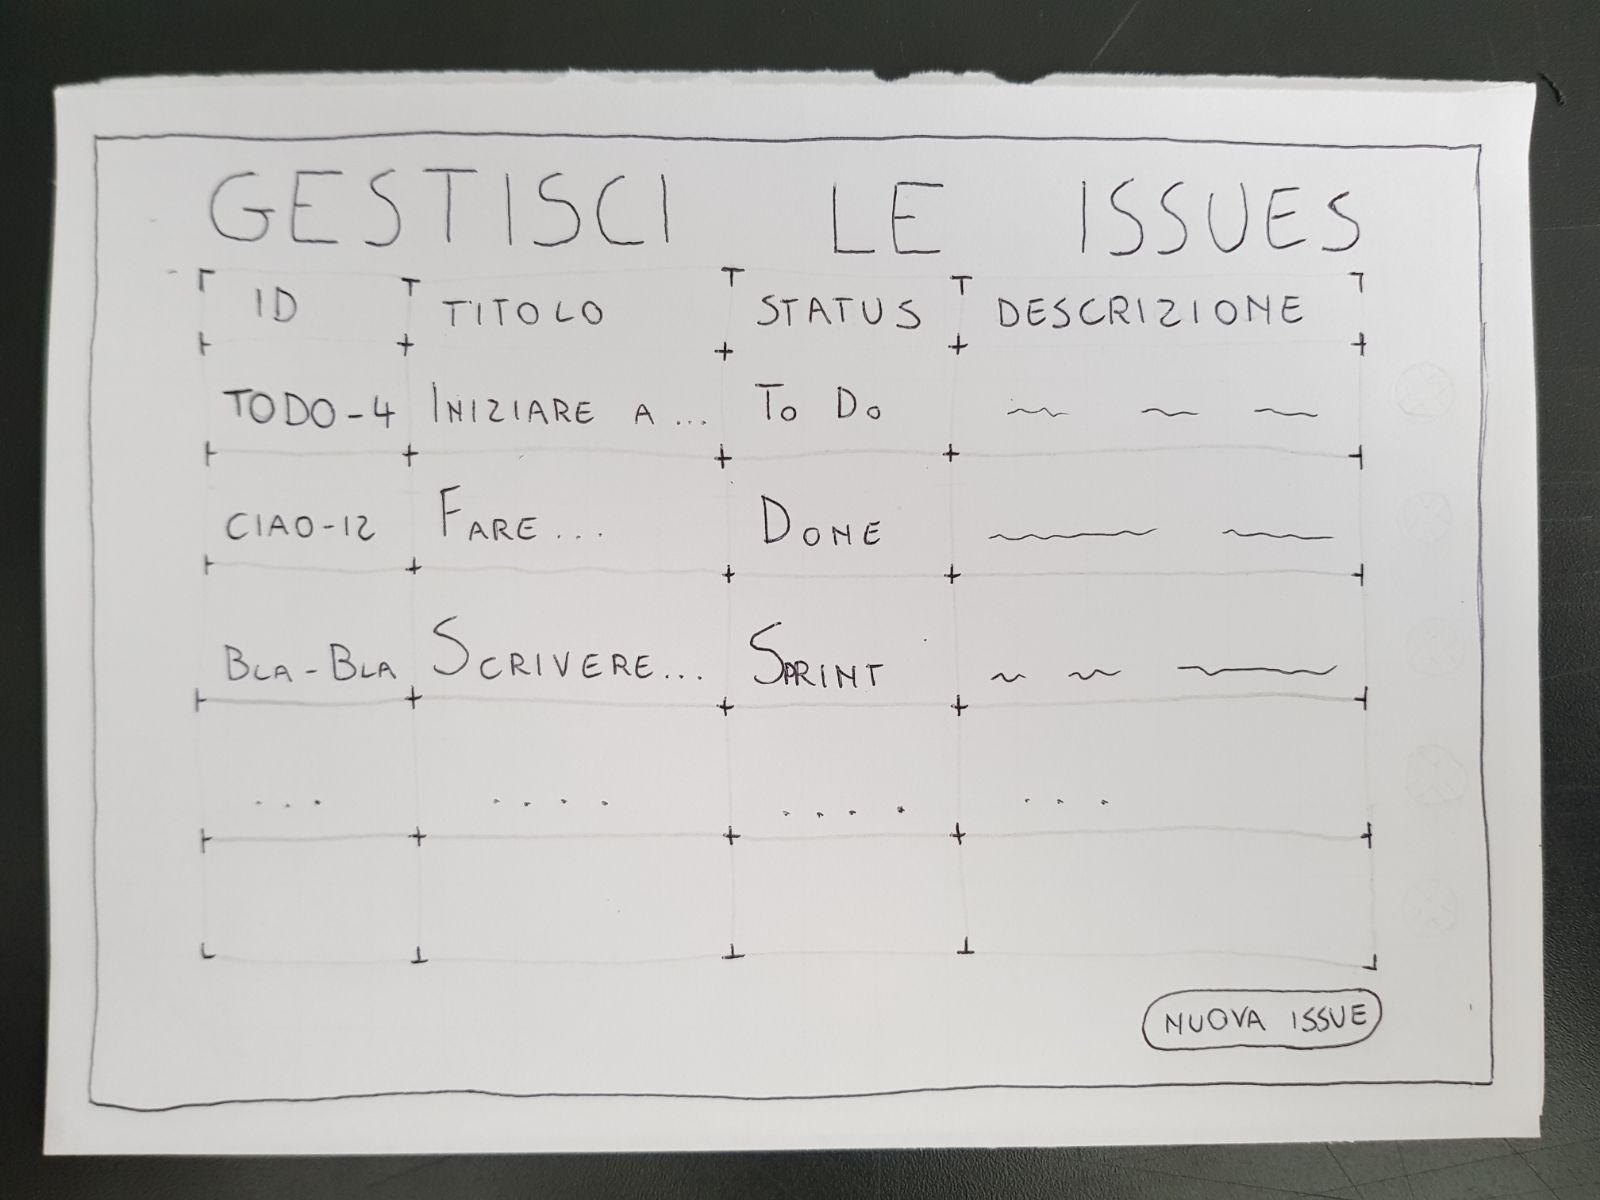 GESTISCI LE ISSUES
ID TITOLO STATUS DESCRIZIONE
TODO-4 INIZIARE A ... TO DO
CIAO-12 FARE ... DONE
BLA-BLA SCRIVERE... SPRINT
... .... .... ...
NUOVA ISSUE